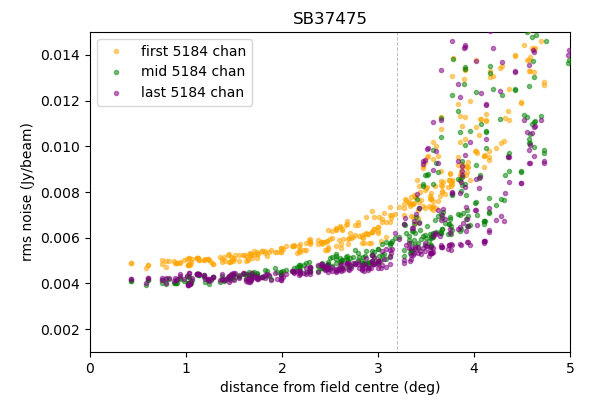 SB37475
first 5184 chan
mid 5184 chan
last 5184 chan
rms noise (Jy/beam)
0.014
0.012
0.010
0.008
0.006
0.004
0.002
0 1 2 3 4 5
distance from field centre (deg)